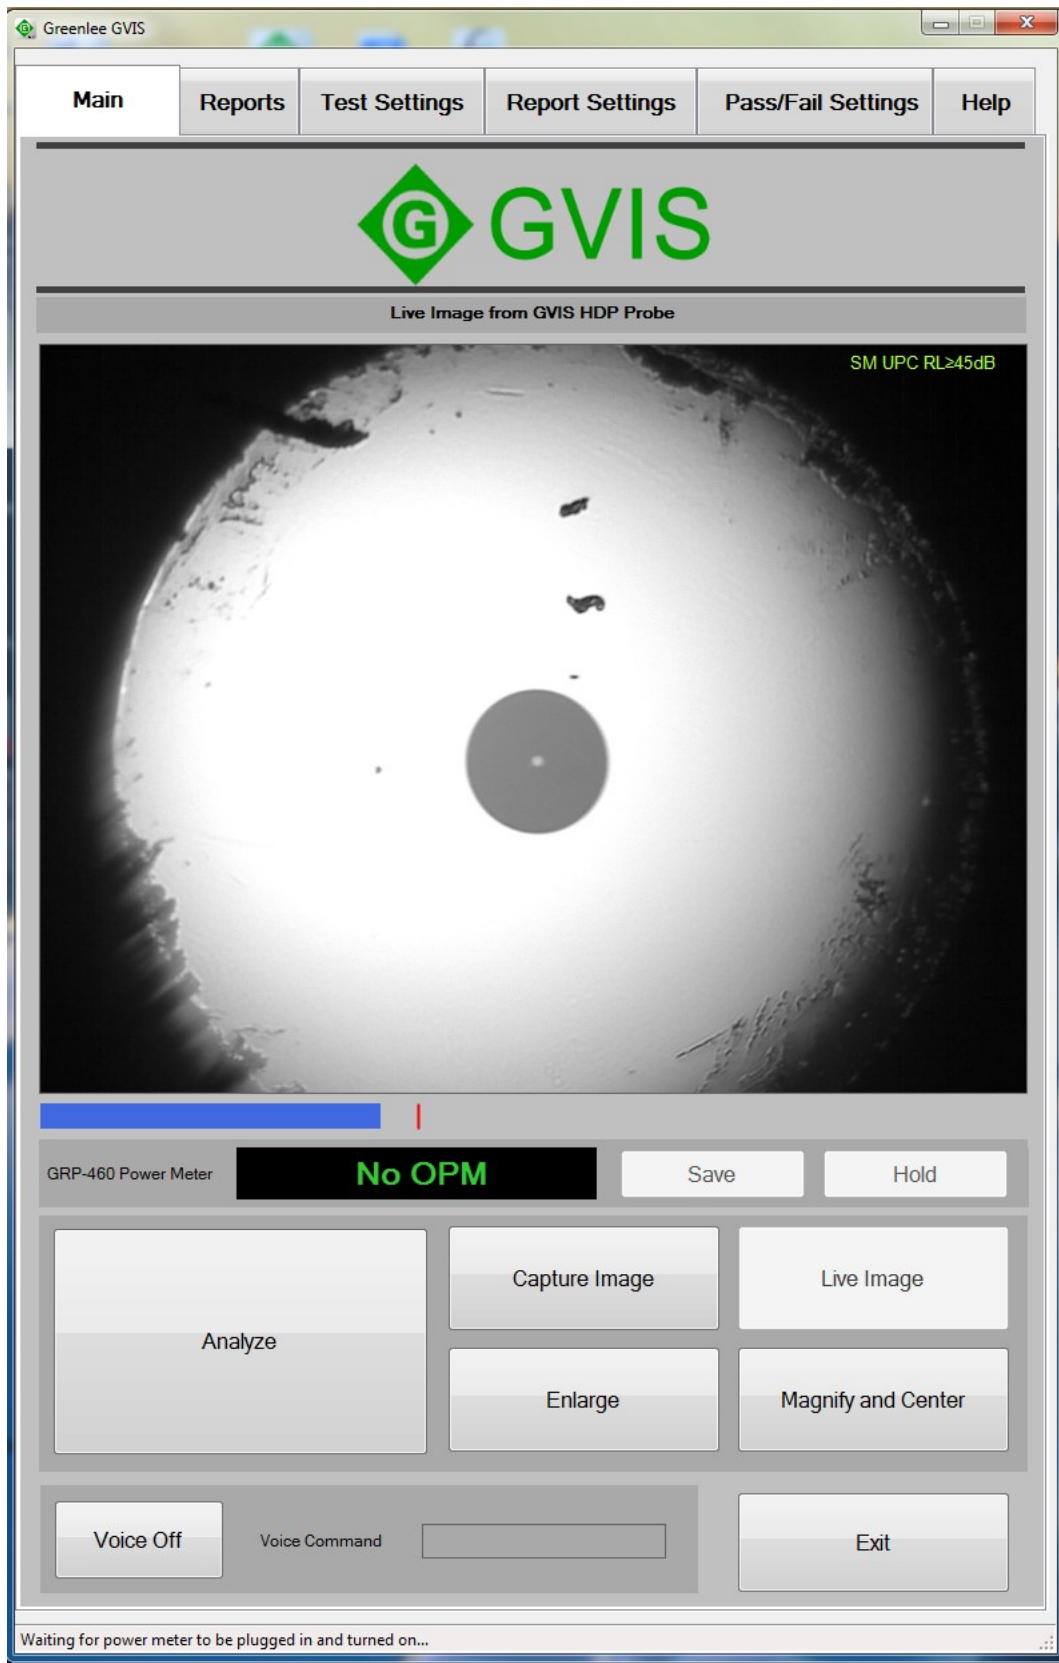 Greenlee GVIS
Main Reports Test Settings Report Settings Pass/Fail Settings Help
G GVIS
Live Image from GVIS HDP Probe
SM UPC RL≥45dB
GRP-460 Power Meter No OPM Save Hold
Capture Image Live Image
Analyze
Enlarge Magnify and Center
Voice Off Voice Command Exit
Waiting for power meter to be plugged in and turned on...